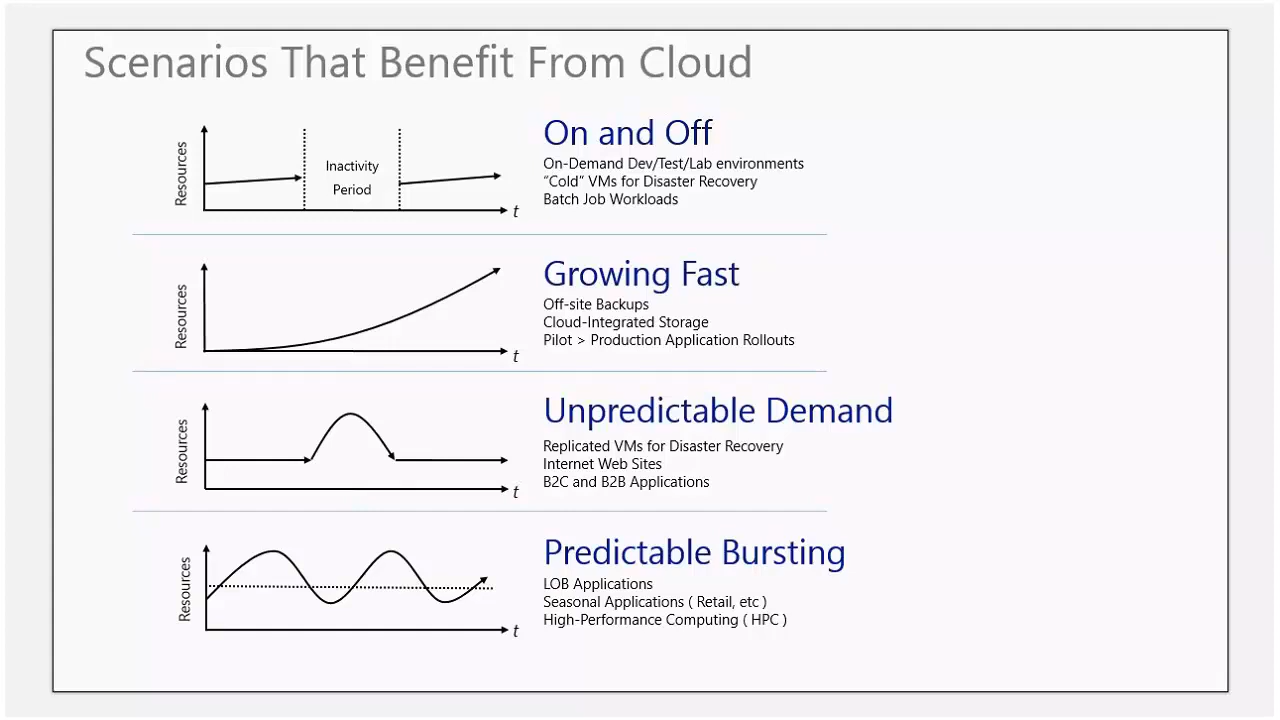 Scenarios That Benefit From Cloud
Resources
Inactivity
Period
t
On and Off
On-Demand Dev/Test/Lab environments
“Cold” VMs for Disaster Recovery
Batch Job Workloads
Resources
t
Growing Fast
Off-site Backups
Cloud-Integrated Storage
Pilot > Production Application Rollouts
Resources
t
Unpredictable Demand
Replicated VMs for Disaster Recovery
Internet Web Sites
B2C and B2B Applications
Resources
t
Predictable Bursting
LOB Applications
Seasonal Applications ( Retail, etc )
High-Performance Computing ( HPC )